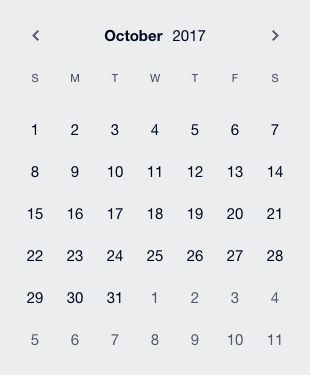 October 2017
S M T W T F S
1 2 3 4 5 6 7
8 9 10 11 12 13 14
15 16 17 18 19 20 21
22 23 24 25 26 27 28
29 30 31 1 2 3 4
5 6 7 8 9 10 11